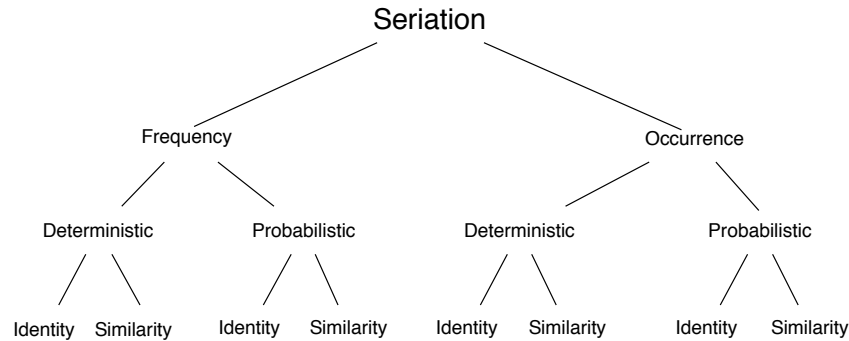 Seriation
Frequency Occurrence
Deterministic Probabilistic Deterministic Probabilistic
Identity Similarity Identity Similarity Identity Similarity Identity Similarity